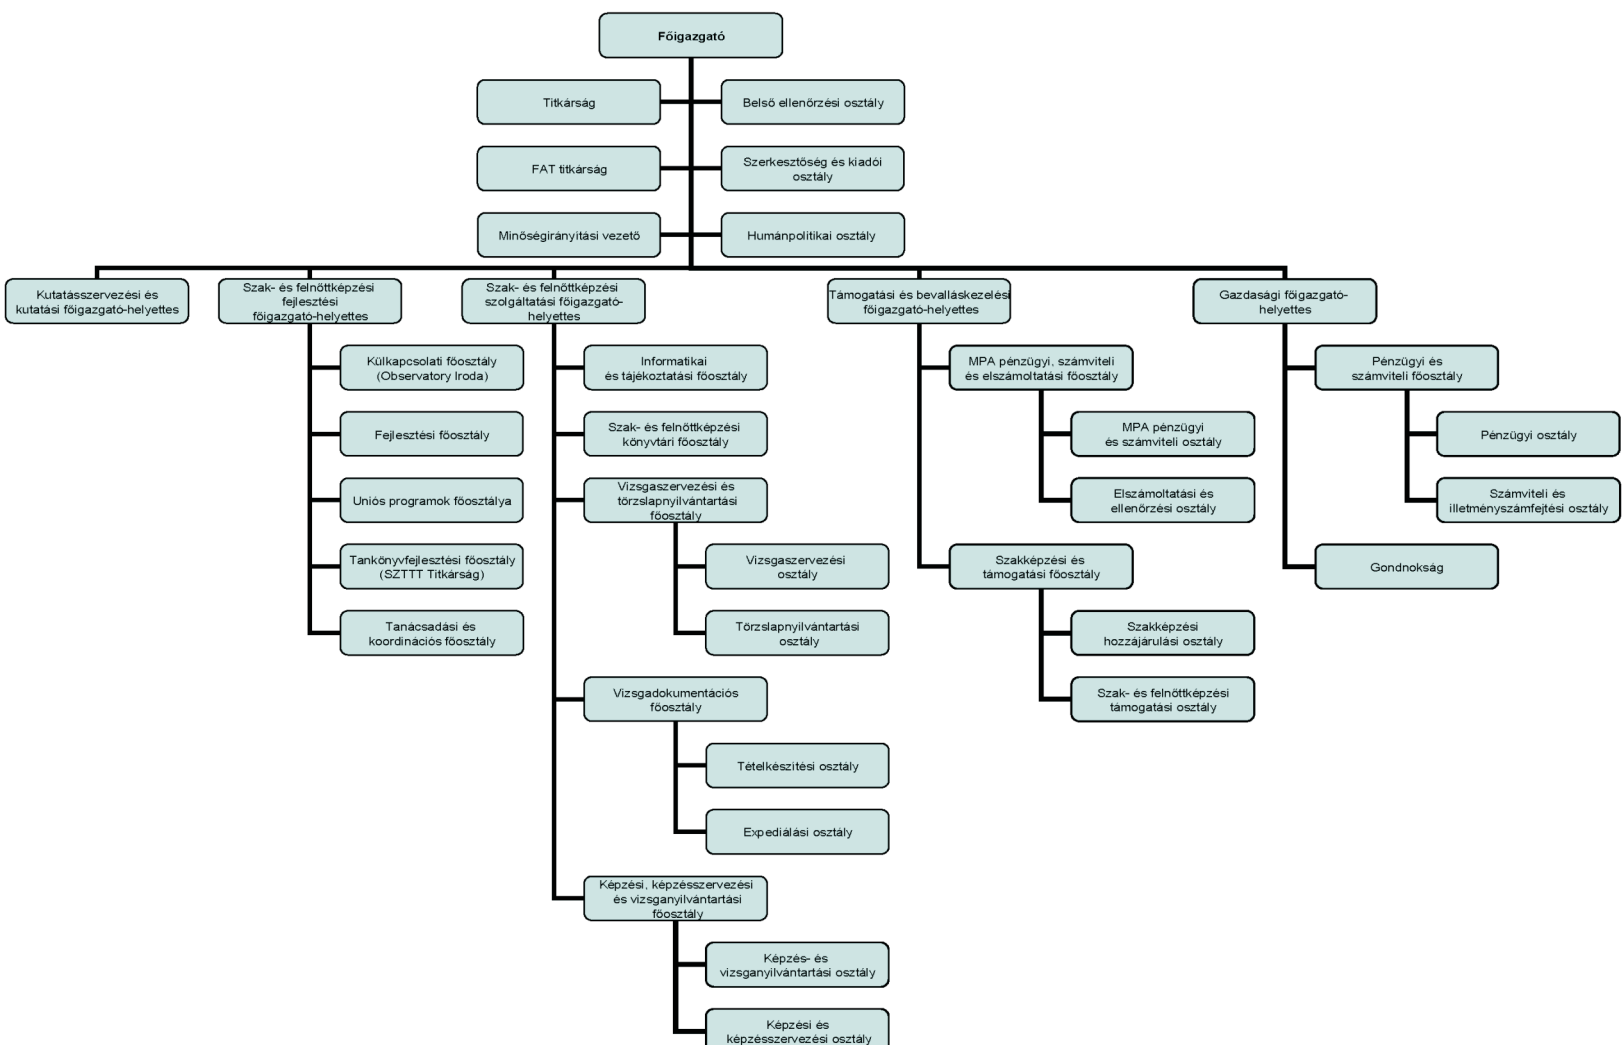 Főigazgató
Titkárság
Belső ellenőrzési osztály
FAT titkárság
Szerkesztőség és kiadói
osztály
Minőségirányítási vezető
Humánpolitikai osztály
Kutatásszervezési és
kutatási főigazgató-helyettes
Szak- és felnőttképzési
fejlesztési
főigazgató-helyettes
Szak- és felnőttképzési
szolgáltatási főigazgató-
helyettes
Támogatási és bevalláskezelési
főigazgató-helyettes
Gazdasági főigazgató-
helyettes
Külkapcsolati főosztály
(Observatory Iroda)
Fejlesztési főosztály
Uniós programok főosztálya
Tankönyvfejlesztési főosztály
(SZTTT Titkárság)
Tanácsadási és
koordinációs főosztály
Informatikai
és tájékoztatási főosztály
Szak- és felnőttképzési
könyvtári főosztály
Vizsgaszervezési és
törzslapnyilvántartási
főosztály
Vizsgaszervezési
osztály
Törzslapnyilvántartási
osztály
Vizsgadokumentációs
főosztály
Tételkészítési osztály
Expediálási osztály
Képzési, képzésszervezési
és vizsganyilvántartási
főosztály
Képzés- és
vizsganyilvántartási osztály
Képzési és
képzésszervezési osztály
MPA pénzügyi, számviteli
és elszámoltatási főosztály
MPA pénzügyi
és számviteli osztály
Elszámoltatási és
ellenőrzési osztály
Szakképzési és
támogatási főosztály
Szakképzési
hozzájárulási osztály
Szak- és felnőttképzési
támogatási osztály
Pénzügyi és
számviteli főosztály
Pénzügyi osztály
Számviteli és
illetményszámfejtési osztály
Gondnokság